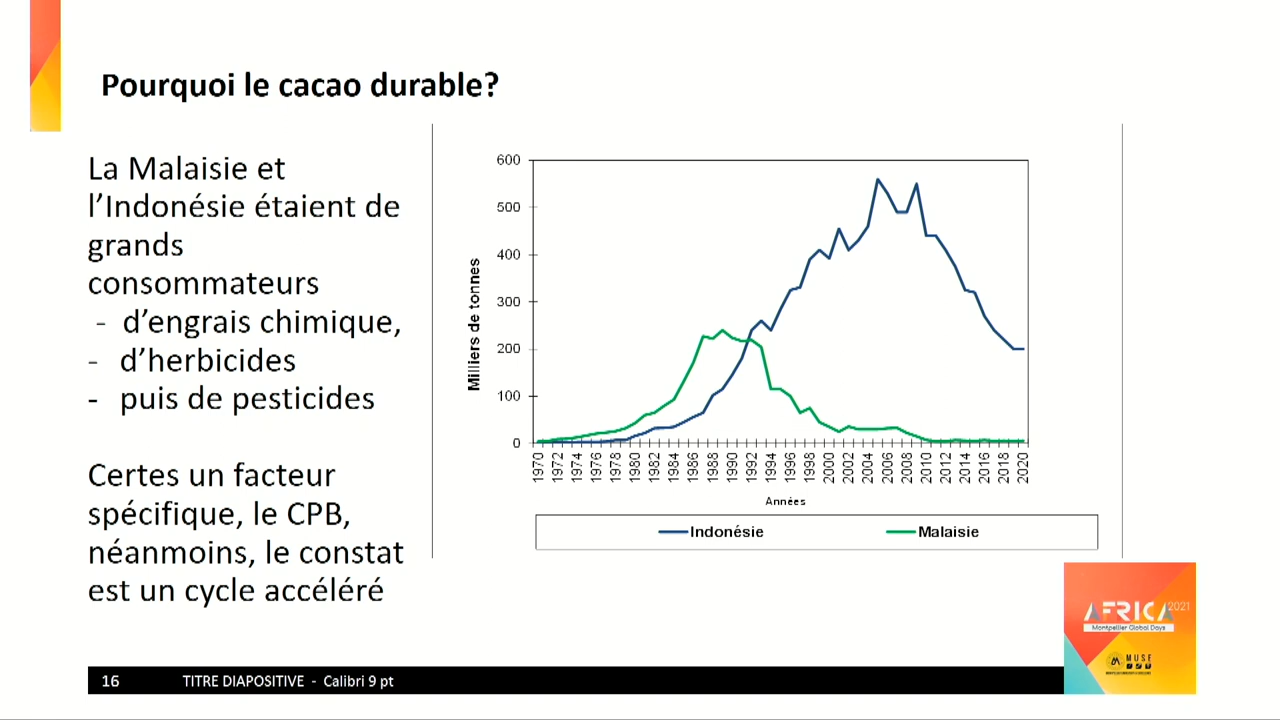 Pourquoi le cacao durable?
La Malaisie et
l’Indonésie étaient de
grands
consommateurs
- d’engrais chimique,
- d’herbicides
- puis de pesticides
Certes un facteur
spécifique, le CPB,
néanmoins, le constat
est un cycle accéléré
Milliers de tonnes
600
500
400
300
200
100
0
1970 1972 1974 1976 1978 1980 1982 1984 1986 1988 1990 1992 1994 1996 1998 2000 2002 2004 2006 2008 2010 2012 2014 2016 2018 2020
Années
Indonésie Malaisie
AFRICA 2021
Montpellier Global Days
MUSE
16 TITRE DIAPOSITIVE - Calibri 9 pt